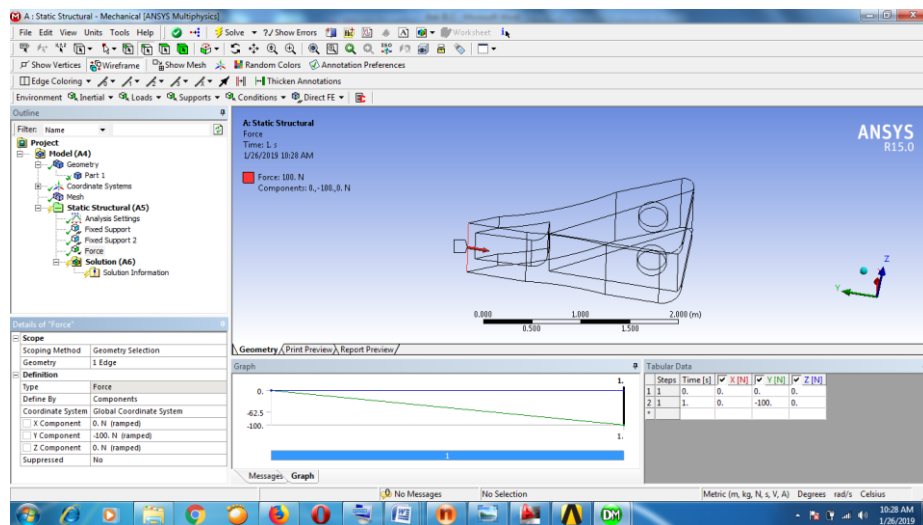 A : Static Structural - Mechanical [ANSYS Multiphysics]
File Edit View Units Tools Help Solve ▾ ?/ Show Errors Worksheet
Show Vertices Wireframe Show Mesh Random Colors Annotation Preferences
Edge Coloring ▾ Thicken Annotations
Environment Inertial ▾ Loads ▾ Supports ▾ Conditions ▾ Direct FE ▾
Outline
Filter: Name
Project
Model (A4)
Geometry
Part 1
Coordinate Systems
Mesh
Static Structural (A5)
Analysis Settings
Fixed Support
Fixed Support 2
Force
Solution (A6)
Solution Information
A: Static Structural
Force
Time: 1. s
1/26/2019 10:28 AM
Force: 100. N
Components: 0.,-100.,0. N
ANSYS
R15.0
Z
Y
0.000 1.000 2.000 (m)
0.500 1.500
Geometry Print Preview Report Preview
Details of "Force"
Scope
Scoping Method Geometry Selection
Geometry 1 Edge
Definition
Type Force
Define By Components
Coordinate System Global Coordinate System
X Component 0. N (ramped)
Y Component -100. N (ramped)
Z Component 0. N (ramped)
Suppressed No
Graph
1.
0.
-62.5
-100.
1.
1
Messages Graph
Tabular Data
Steps Time [s] X [N] Y [N] Z [N]
1 1 0. 0. 0. 0.
2 1 1. 0. -100. 0.
*
No Messages No Selection Metric (m, kg, N, s, V, A) Degrees rad/s Celsius
DM
10:28 AM
1/26/2019